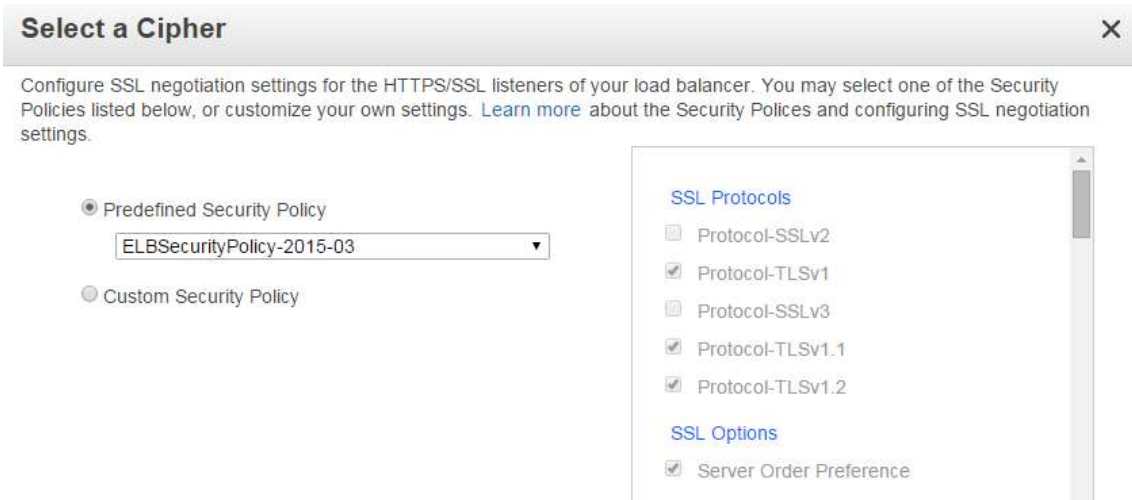 Select a Cipher
Configure SSL negotiation settings for the HTTPS/SSL listeners of your load balancer. You may select one of the Security
Policies listed below, or customize your own settings. Learn more about the Security Polices and configuring SSL negotiation
settings.
Predefined Security Policy
ELBSecurityPolicy-2015-03
Custom Security Policy
SSL Protocols
Protocol-SSLv2
Protocol-TLSv1
Protocol-SSLv3
Protocol-TLSv1.1
Protocol-TLSv1.2
SSL Options
Server Order Preference